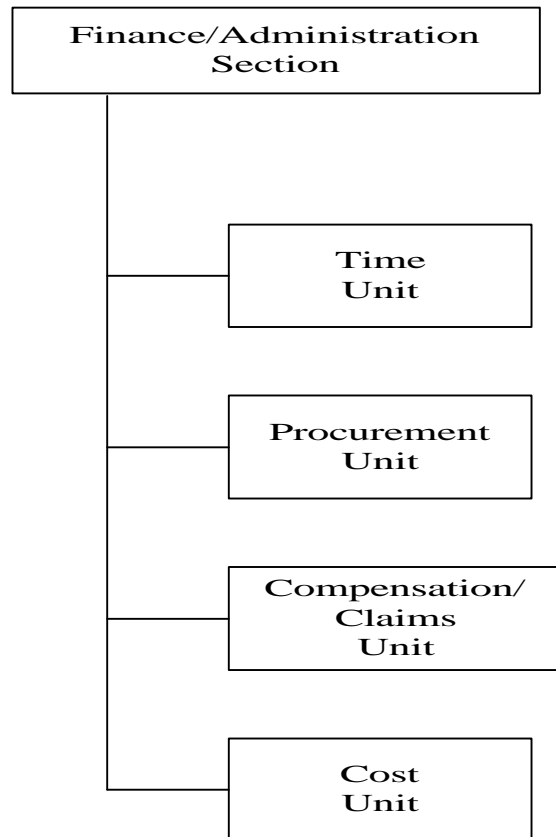 Finance/Administration
Section
Time
Unit
Procurement
Unit
Compensation/
Claims
Unit
Cost
Unit